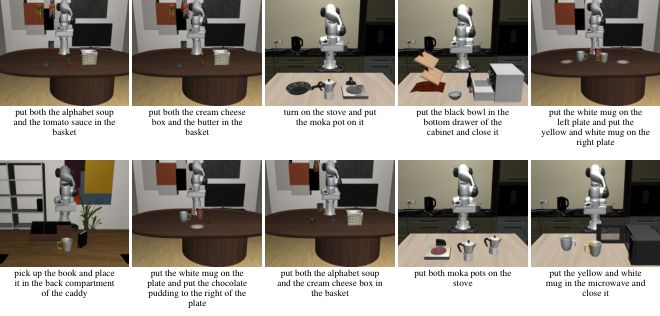 put both the alphabet soup
and the tomato sauce in the
basket
put both the cream cheese
box and the butter in the
basket
turn on the stove and put
the moka pot on it
put the black bowl in the
bottom drawer of the
cabinet and close it
put the white mug on the
left plate and put the
yellow and white mug on the
right plate
pick up the book and place
it in the back compartment
of the caddy
put the white mug on the
plate and put the chocolate
pudding to the right of the
plate
put both the alphabet soup
and the cream cheese box in
the basket
put both moka pots on the
stove
put the yellow and white
mug in the microwave and
close it